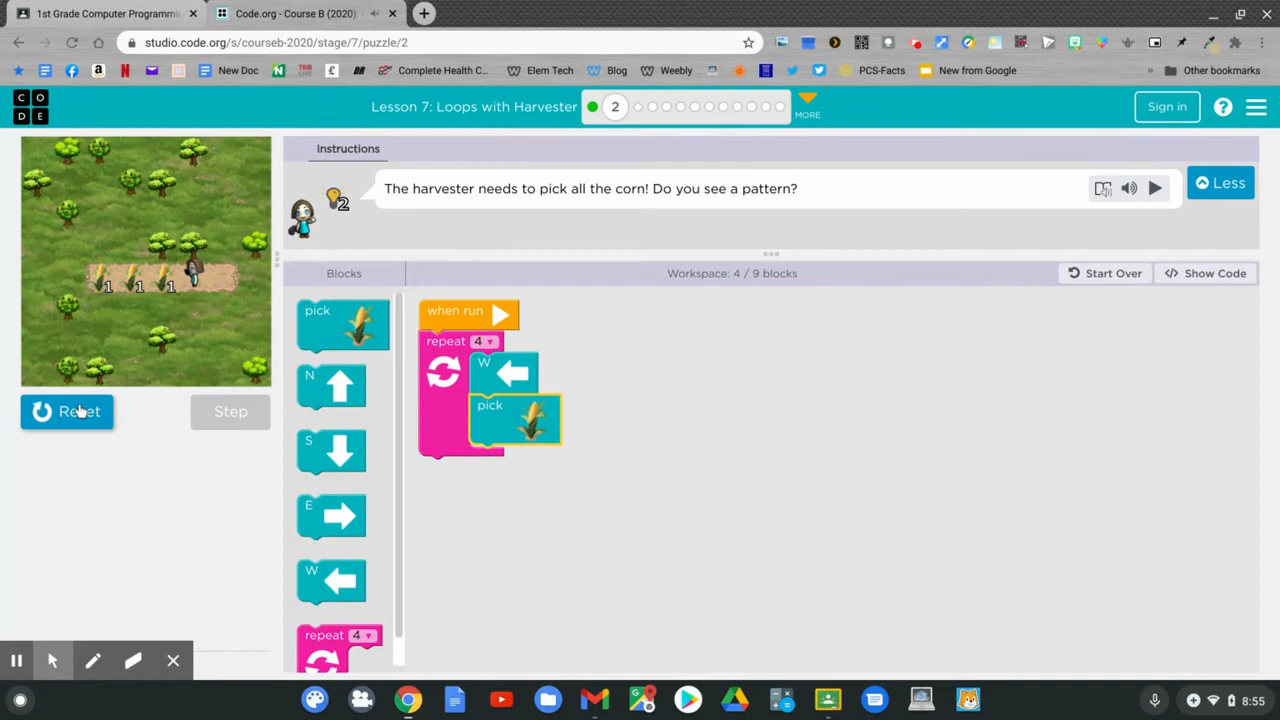 1st Grade Computer Programmin
Code.org - Course B (2020):
studio.code.org/s/courseb-2020/stage/7/puzzle/2
New Doc
Complete Health C...
Elem Tech
Blog
Weebly
PCS-Facts
New from Google
Other bookmarks
CO
DE
Lesson 7: Loops with Harvester
2
MORE
Sign in
Instructions
2
The harvester needs to pick all the corn! Do you see a pattern?
Less
Blocks
Workspace: 4 / 9 blocks
Start Over
Show Code
1 1 1
Reset
Step
pick
N
S
E
W
repeat 4
when run
repeat 4
W
pick
8:55